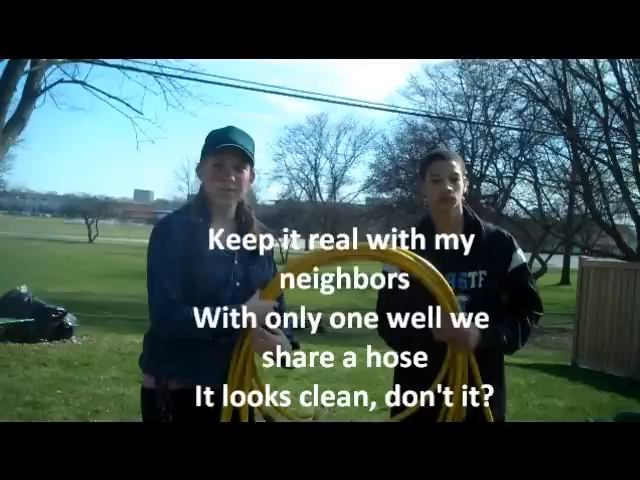 Keep it real with my
neighbors
With only one well we
share a hose
It looks clean, don't it?